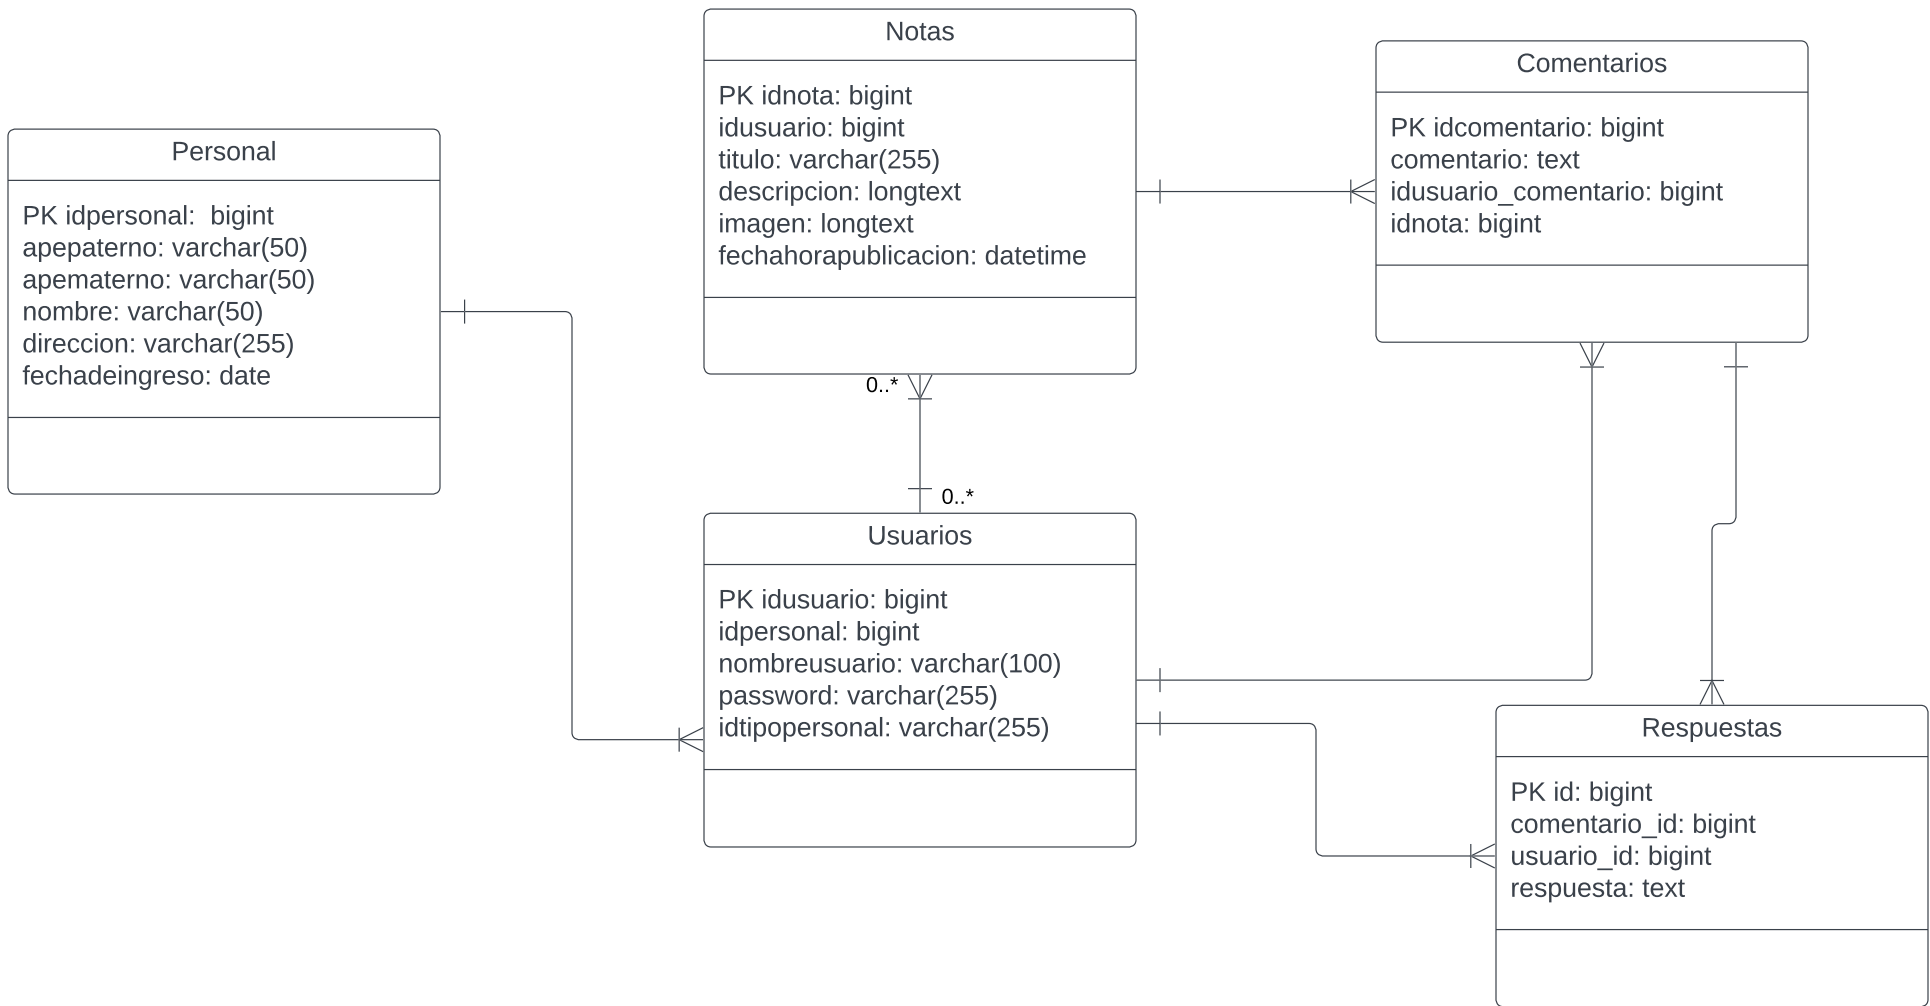 Personal
PK idpersonal:  bigint
apepaterno: varchar(50)
apematerno: varchar(50)
nombre: varchar(50)
direccion: varchar(255)
fechadeingreso: date
Notas
PK idnota: bigint
idusuario: bigint
titulo: varchar(255)
descripcion: longtext
imagen: longtext
fechahorapublicacion: datetime
0..*
0..*
Usuarios
PK idusuario: bigint
idpersonal: bigint
nombreusuario: varchar(100)
password: varchar(255)
idtipopersonal: varchar(255)
Comentarios
PK idcomentario: bigint
comentario: text
idusuario_comentario: bigint
idnota: bigint
Respuestas
PK id: bigint
comentario_id: bigint
usuario_id: bigint
respuesta: text